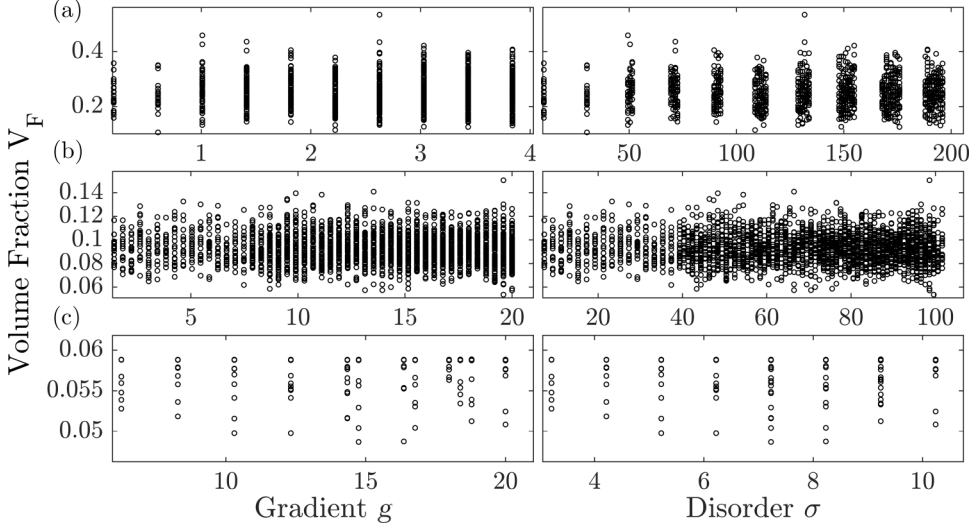 (a)
0.4
0.2
1 2 3 4
50 100 150 200
(b)
0.14
0.12
0.1
0.08
0.06
5 10 15 20
20 40 60 80 100
(c)
0.06
0.055
0.05
10 15 20
4 6 8 10
Volume Fraction V_F
Gradient g
Disorder σ